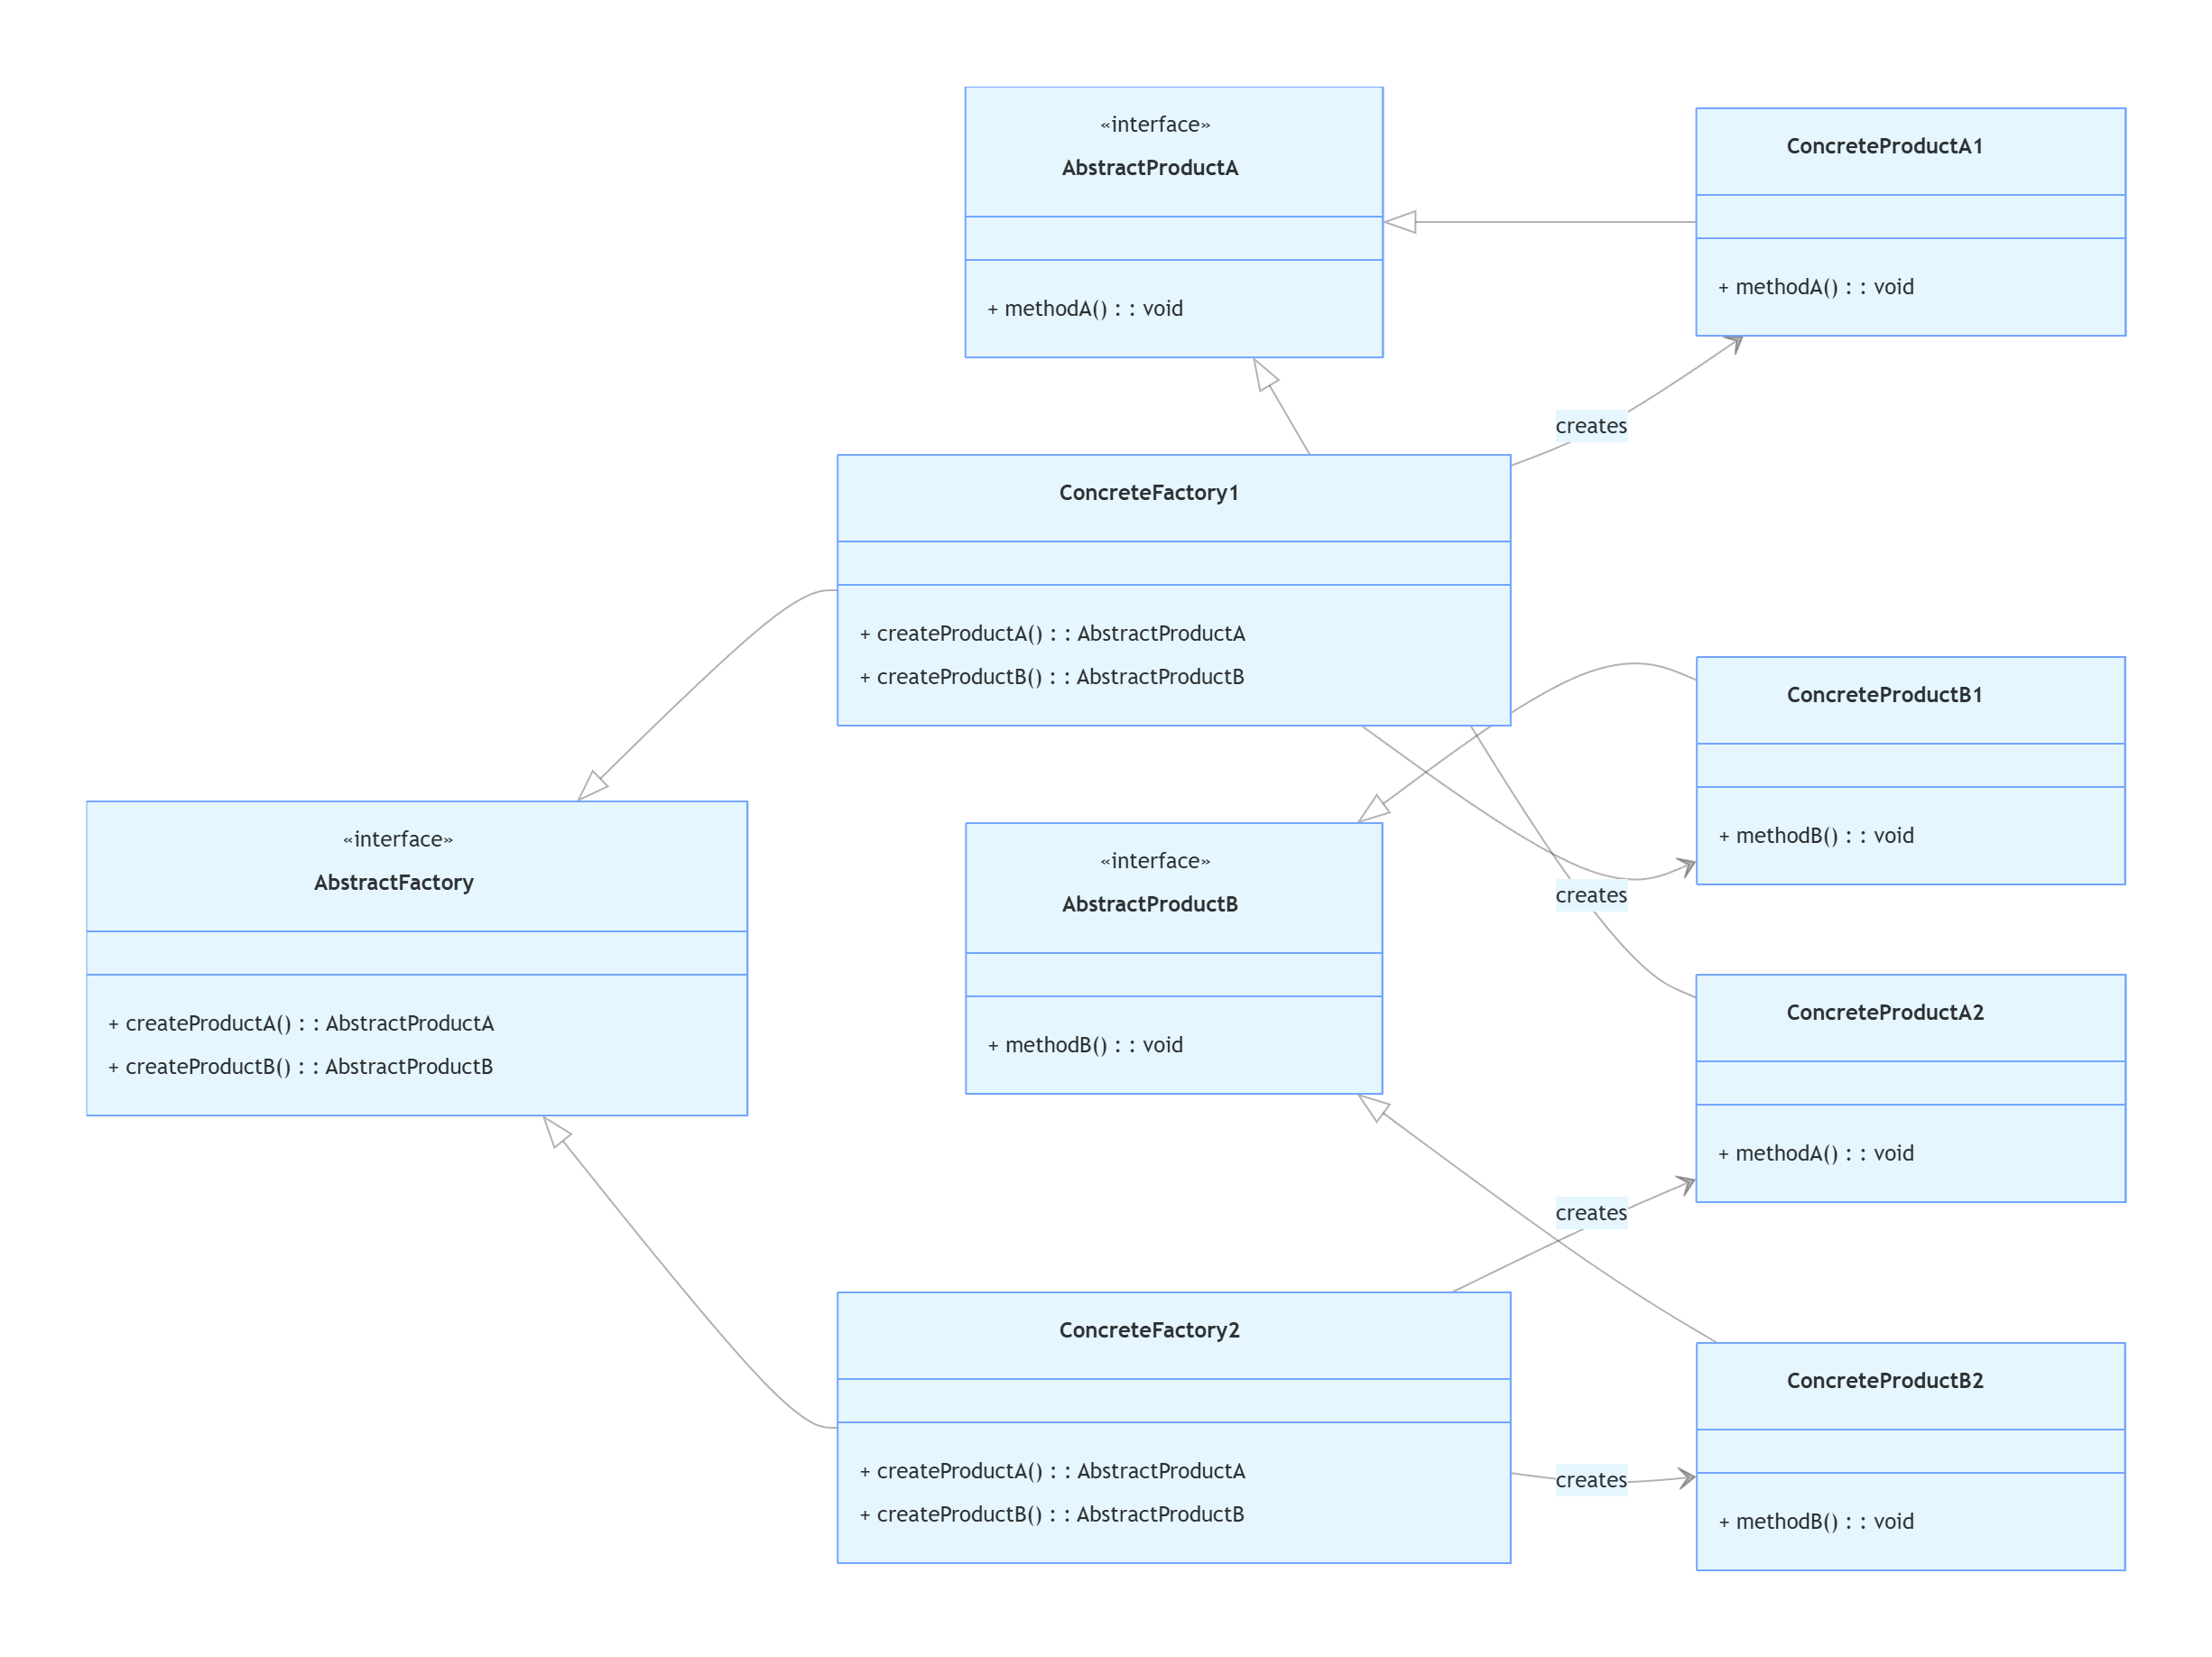 «interface»
AbstractProductA
+ methodA() : : void
ConcreteProductA1
+ methodA() : : void
creates
ConcreteFactory1
+ createProductA() : : AbstractProductA
+ createProductB() : : AbstractProductB
ConcreteProductB1
+ methodB() : : void
«interface»
AbstractFactory
+ createProductA() : : AbstractProductA
+ createProductB() : : AbstractProductB
«interface»
AbstractProductB
+ methodB() : : void
creates
ConcreteProductA2
+ methodA() : : void
creates
ConcreteFactory2
+ createProductA() : : AbstractProductA
+ createProductB() : : AbstractProductB
creates
ConcreteProductB2
+ methodB() : : void